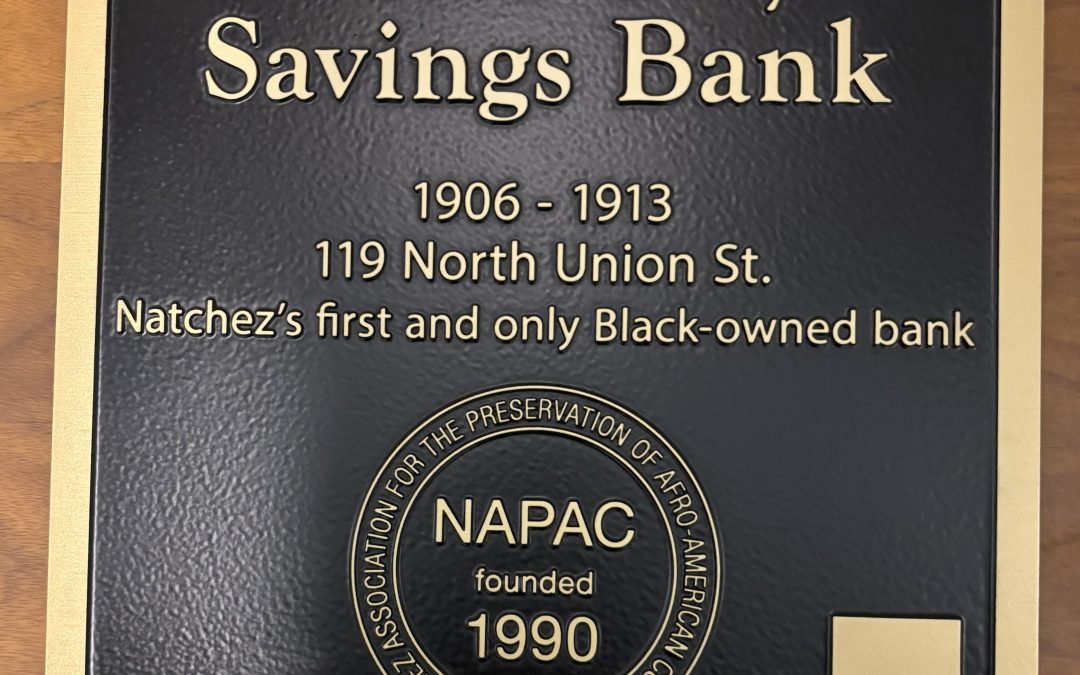 Savings Bank
1906 - 1913
119 North Union St.
Natchez's first and only Black-owned bank
ASSOCIATION FOR THE PRESERVATION OF AFRO-AMERICAN
NAPAC
founded
1990